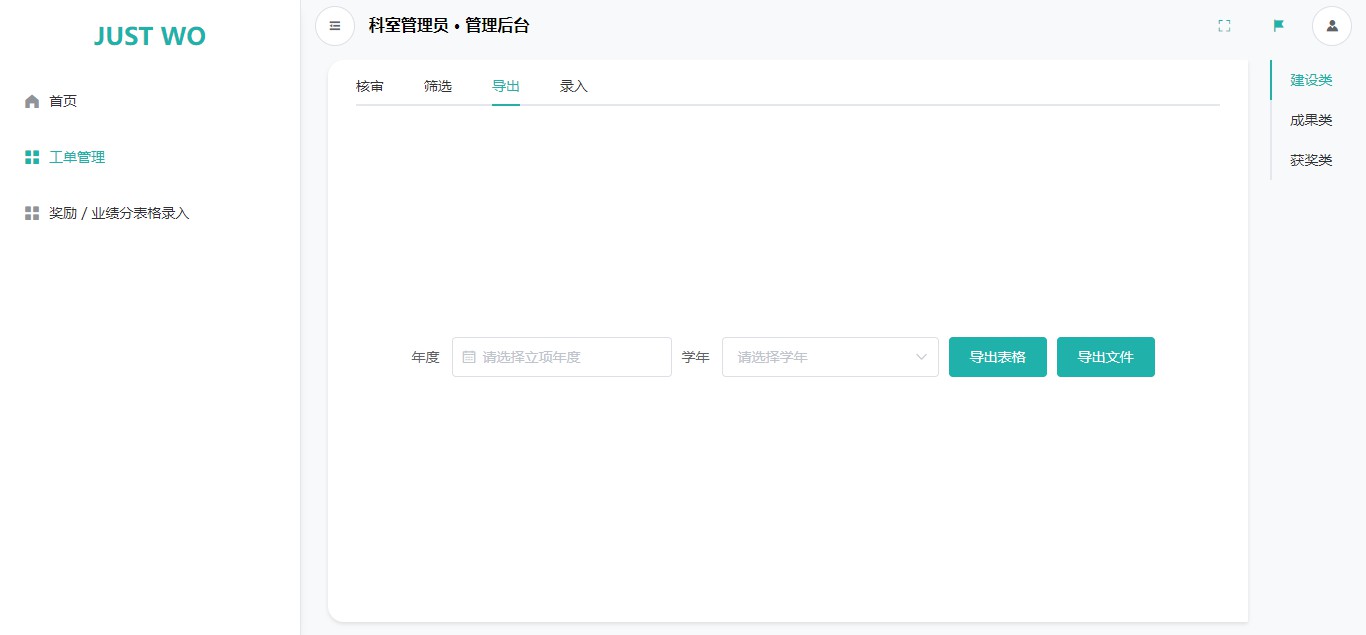 JUST WO
首页
工单管理
奖励 / 业绩分表格录入
科室管理员 • 管理后台
核审 筛选 导出 录入
年度 请选择立项年度 学年 请选择学年 导出表格 导出文件
建设类
成果类
获奖类